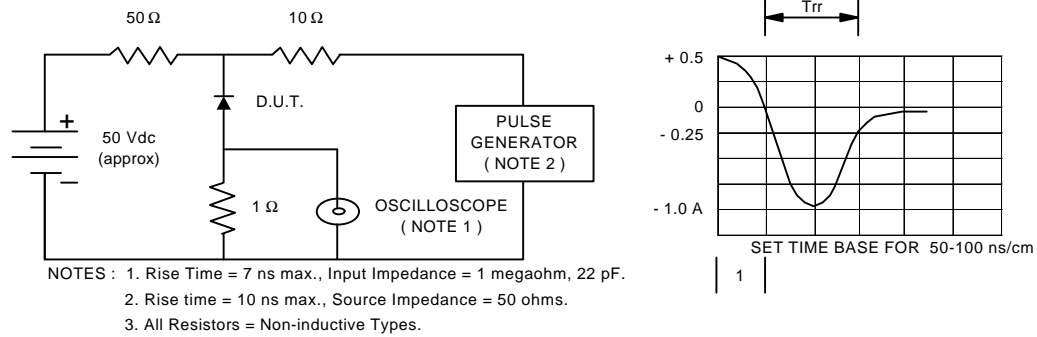 50 Ω
10 Ω
D.U.T.
+
50 Vdc
(approx)
−
1 Ω
PULSE
GENERATOR
( NOTE 2 )
OSCILLOSCOPE
( NOTE 1 )
NOTES : 1. Rise Time = 7 ns max., Input Impedance = 1 megaohm, 22 pF.
2. Rise time = 10 ns max., Source Impedance = 50 ohms.
3. All Resistors = Non-inductive Types.
Trr
+ 0.5
0
- 0.25
- 1.0 A
SET TIME BASE FOR 50-100 ns/cm
1